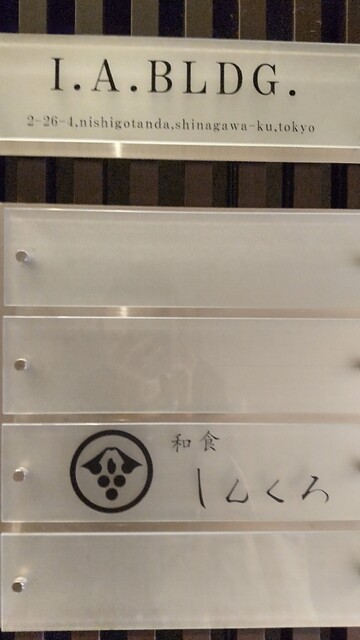 I.A.BLDG.
2-26-4,nishigotanda,shinagawa-ku,tokyo
和食
しんくろ